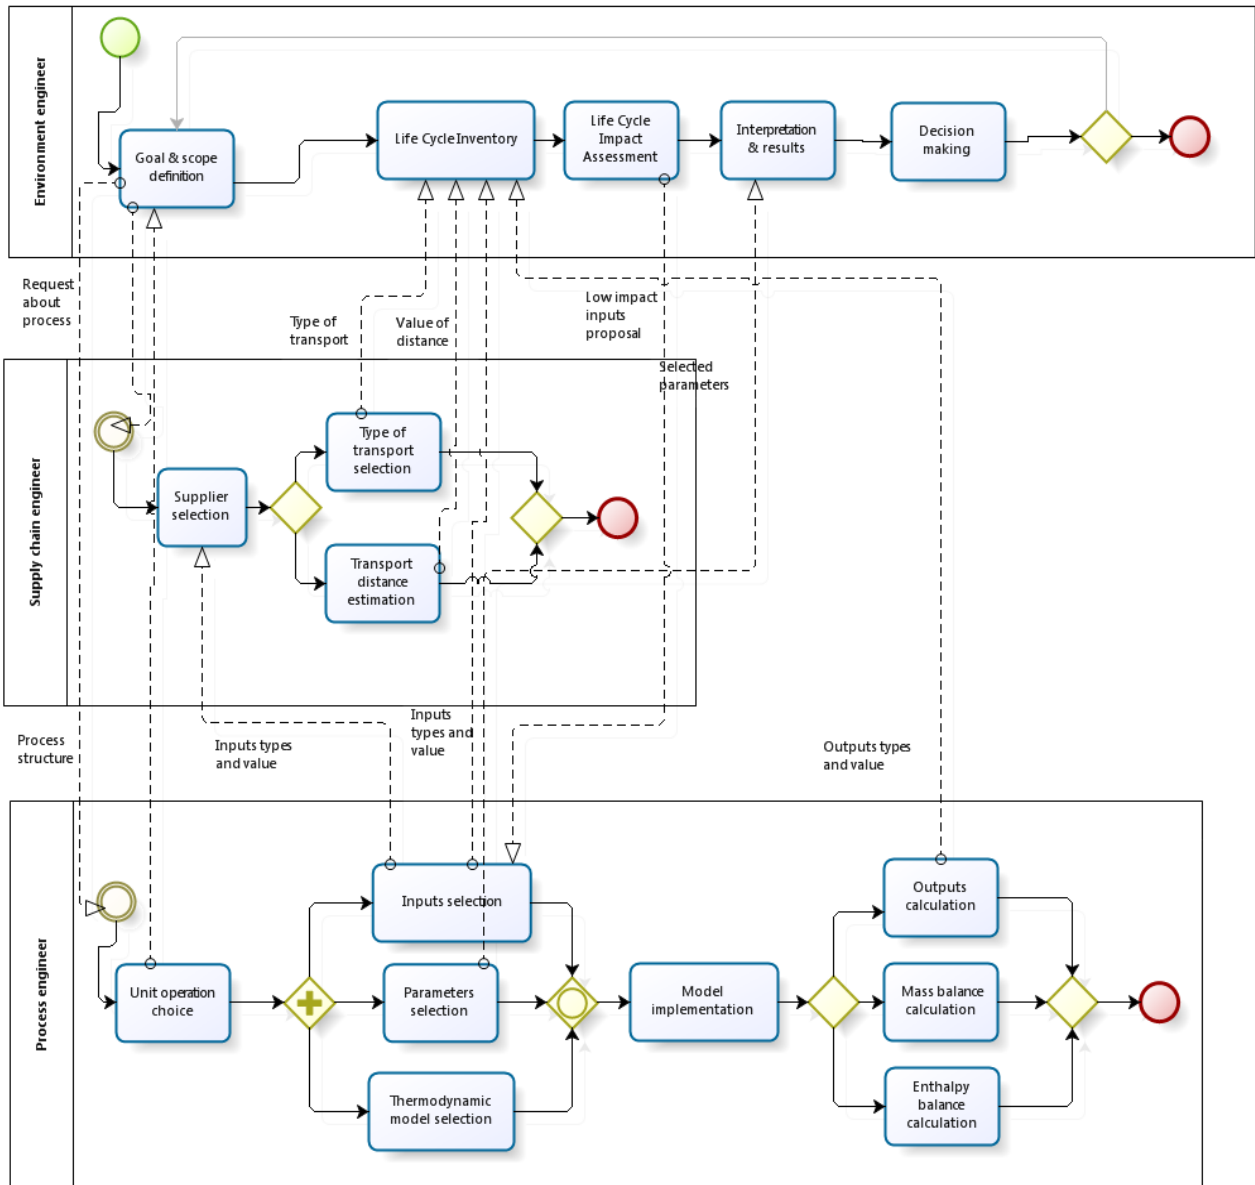 Environment engineer
Goal & scope
definition
Life Cycle Inventory
Life Cycle
Impact
Assessment
Interpretation
& results
Decision
making
Request
about
process
Type of
transport
Value of
distance
Low impact
inputs
proposal
Selected
parameters
Supply chain engineer
Supplier
selection
Type of
transport
selection
Transport
distance
estimation
Process
structure
Inputs types
and value
Inputs
types and
value
Outputs types
and value
Process engineer
Unit operation
choice
Inputs selection
Parameters
selection
Thermodynamic
model selection
Model
implementation
Outputs
calculation
Mass balance
calculation
Enthalpy
balance
calculation